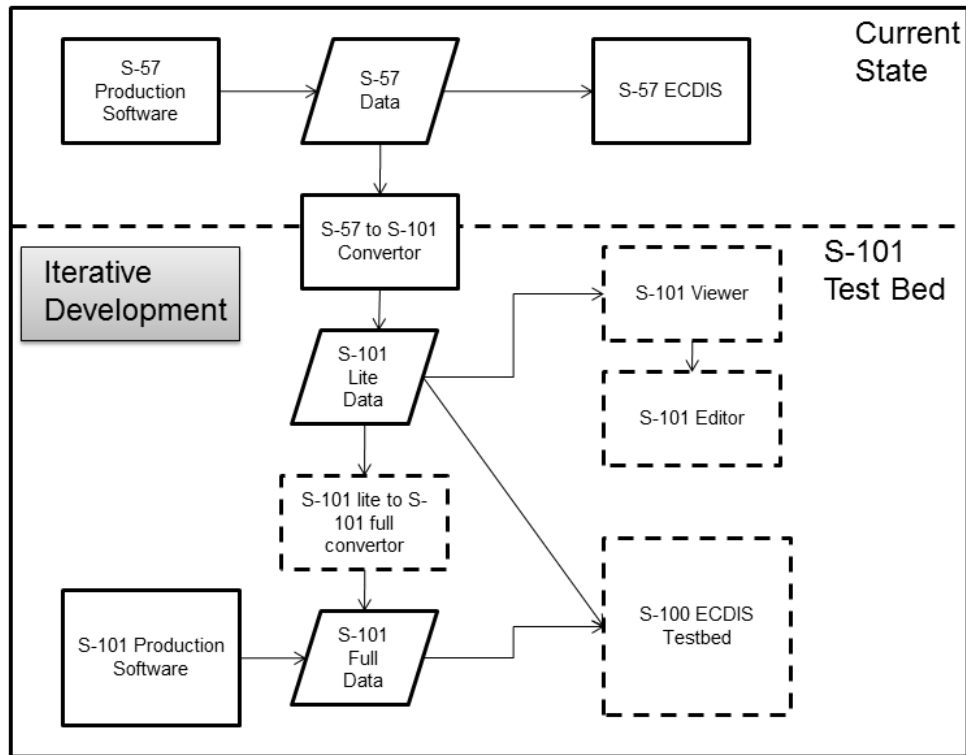 Current
State
S-57
Production
Software
S-57
Data
S-57 ECDIS
S-57 to S-101
Convertor
S-101
Test Bed
Iterative
Development
S-101 Viewer
S-101
Lite
Data
S-101 Editor
S-101 lite to S-
101 full
convertor
S-101 Production
Software
S-101
Full
Data
S-100 ECDIS
Testbed